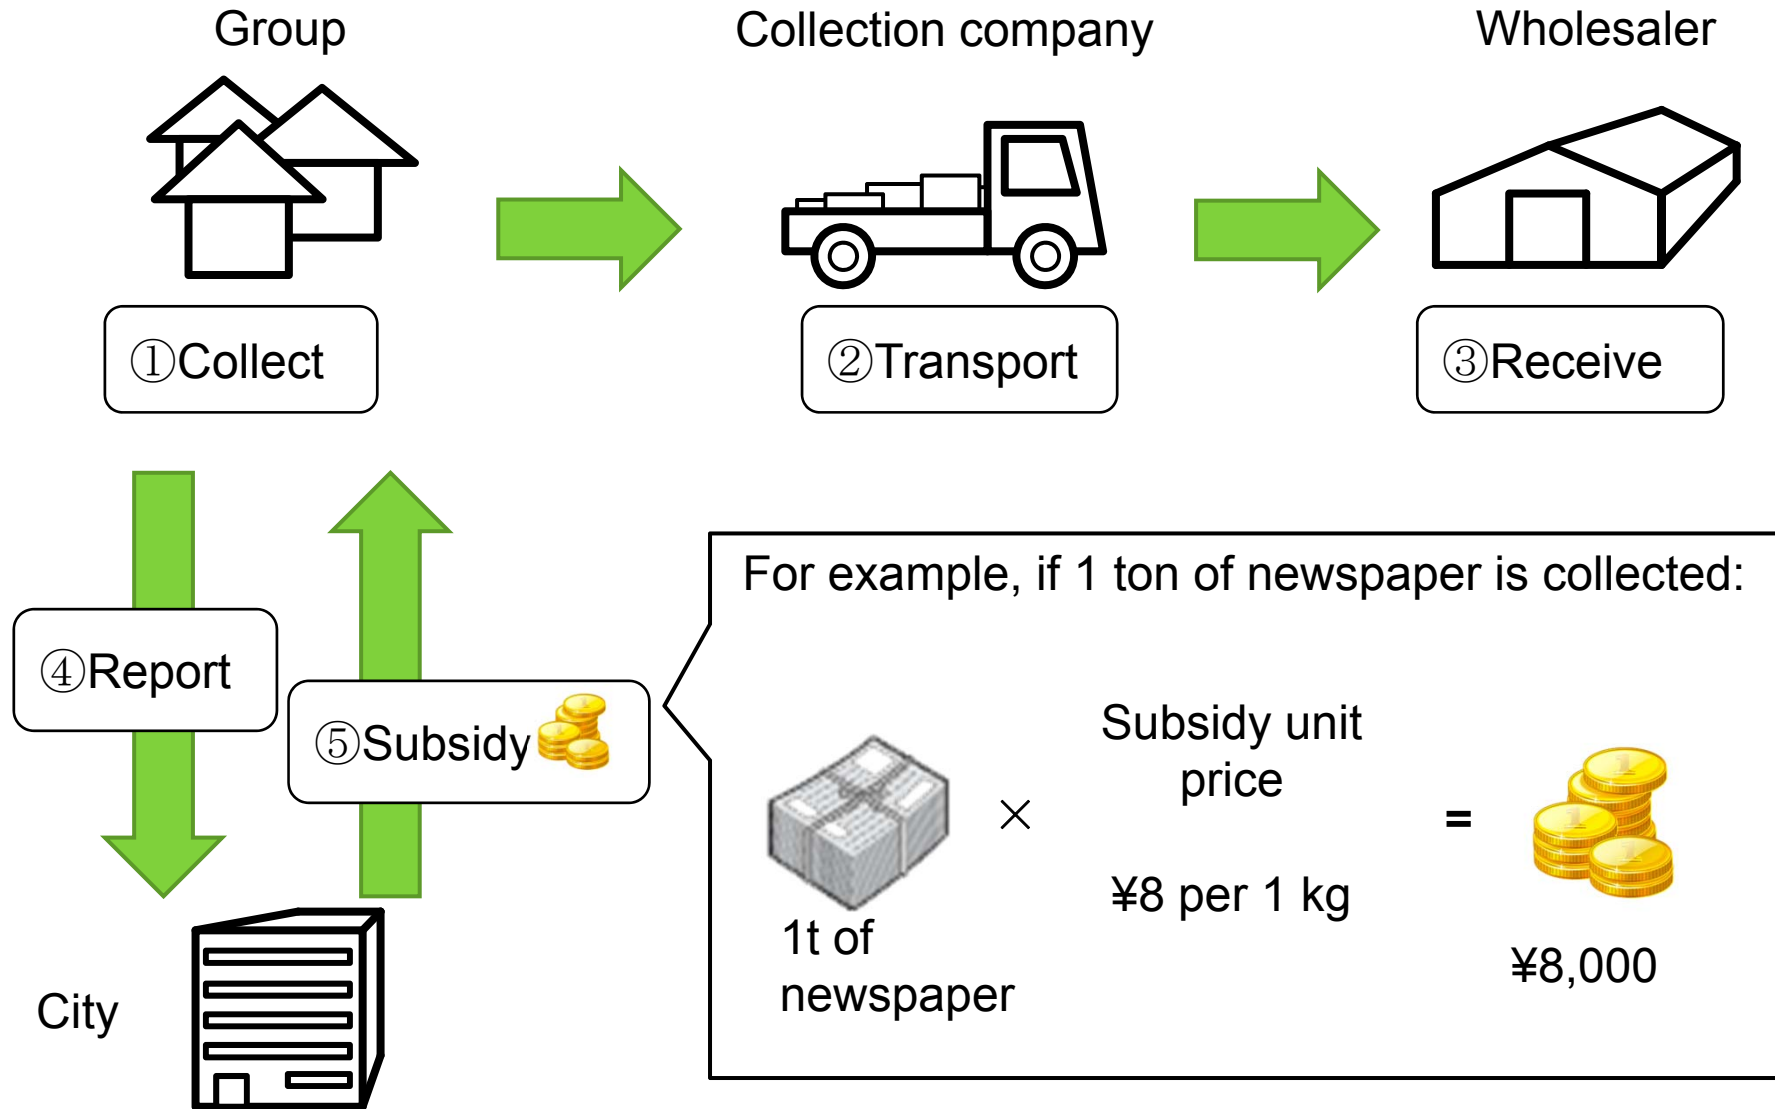 Group
Collection company
Wholesaler
①Collect
②Transport
③Receive
④Report
⑤Subsidy
City
For example, if 1 ton of newspaper is collected:
1t of
newspaper
×
Subsidy unit
price
¥8 per 1 kg
=
¥8,000